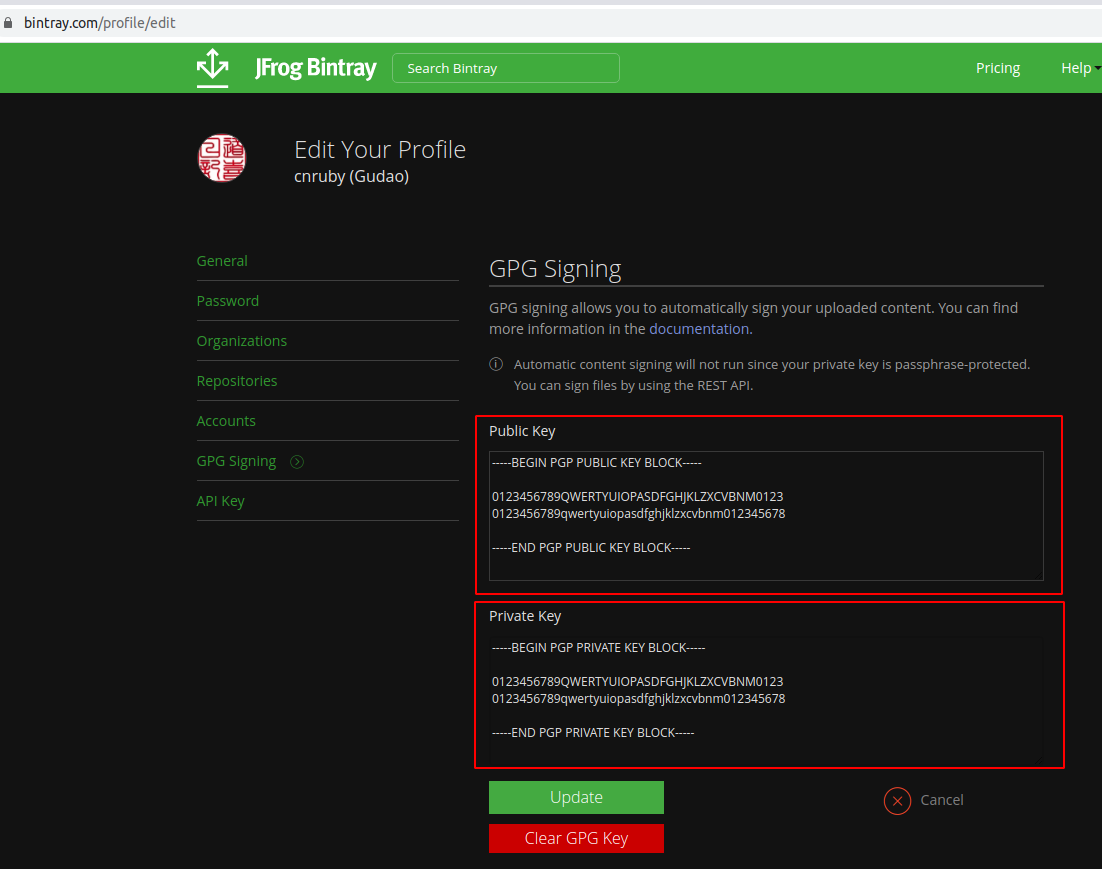 bintray.com/profile/edit
JFrog Bintray
Search Bintray
Pricing
Help
Edit Your Profile
cnruby (Gudao)
General
Password
Organizations
Repositories
Accounts
GPG Signing
API Key
GPG Signing
GPG signing allows you to automatically sign your uploaded content. You can find
more information in the documentation.
Automatic content signing will not run since your private key is passphrase-protected.
You can sign files by using the REST API.
Public Key
-----BEGIN PGP PUBLIC KEY BLOCK-----
0123456789QWERTYUIOPASDFGHJKLZXCVBNM0123
0123456789qwertyuiopasdfghjklzxcvbnm012345678
-----END PGP PUBLIC KEY BLOCK-----
Private Key
-----BEGIN PGP PRIVATE KEY BLOCK-----
0123456789QWERTYUIOPASDFGHJKLZXCVBNM0123
0123456789qwertyuiopasdfghjklzxcvbnm012345678
-----END PGP PRIVATE KEY BLOCK-----
Update
Cancel
Clear GPG Key